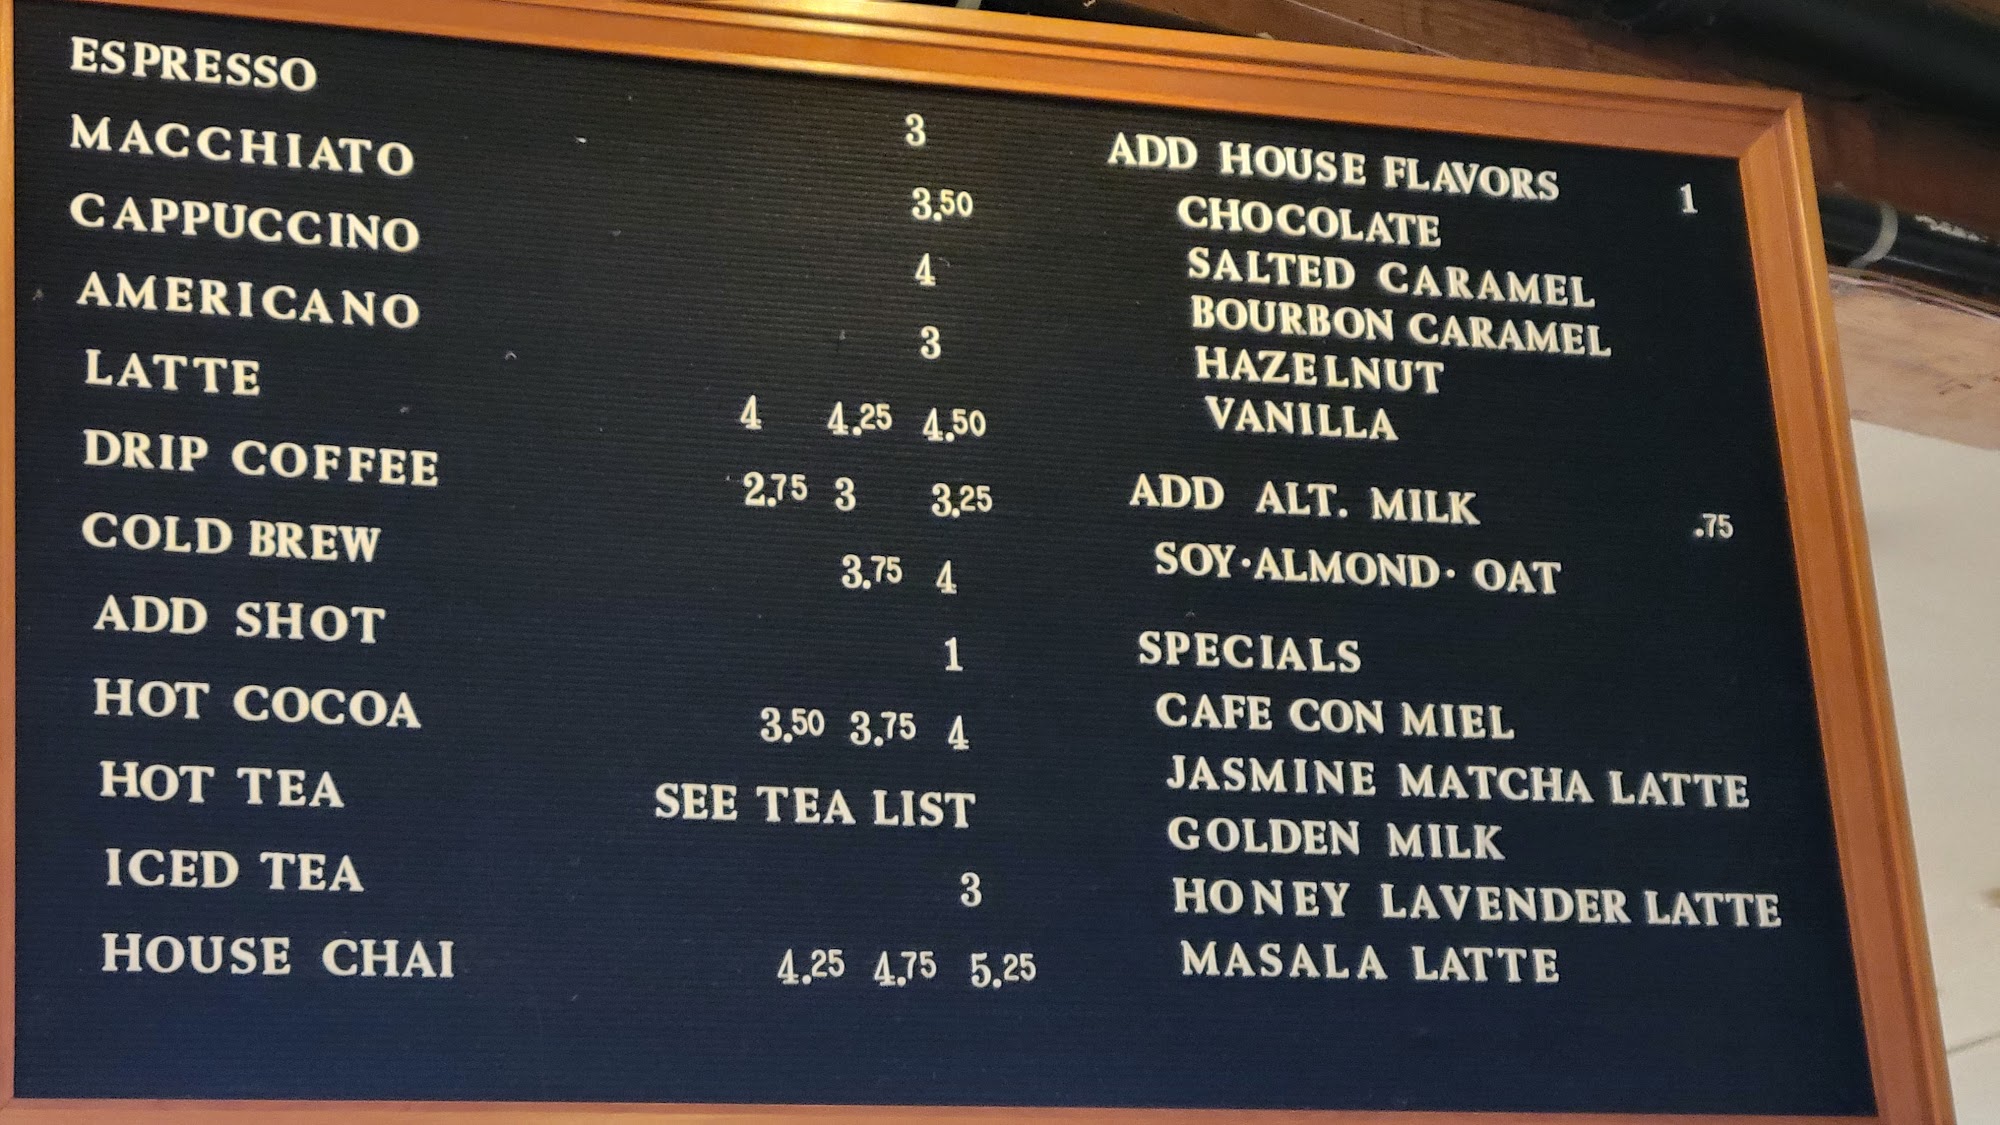 ESPRESSO 3
MACCHIATO 3.50
CAPPUCCINO 4
AMERICANO 3
LATTE 4 4.25 4.50
DRIP COFFEE 2.75 3 3.25
COLD BREW 3.75 4
ADD SHOT 1
HOT COCOA 3.50 3.75 4
HOT TEA SEE TEA LIST
ICED TEA 3
HOUSE CHAI 4.25 4.75 5.25
ADD HOUSE FLAVORS 1
CHOCOLATE
SALTED CARAMEL
BOURBON CARAMEL
HAZELNUT
VANILLA
ADD ALT. MILK .75
SOY·ALMOND·OAT
SPECIALS
CAFE CON MIEL
JASMINE MATCHA LATTE
GOLDEN MILK
HONEY LAVENDER LATTE
MASALA LATTE